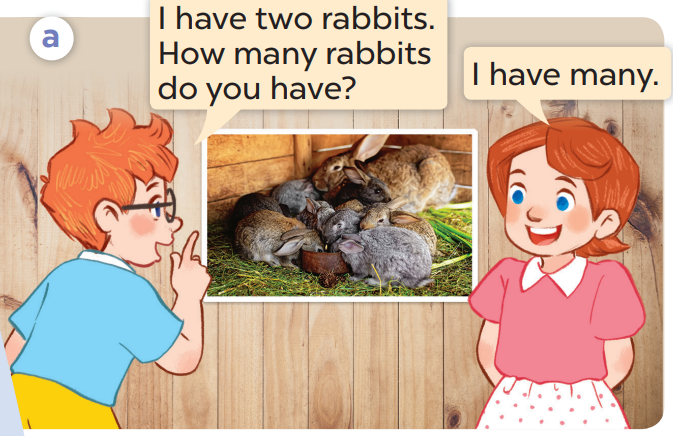 a
I have two rabbits.
How many rabbits
do you have?
I have many.